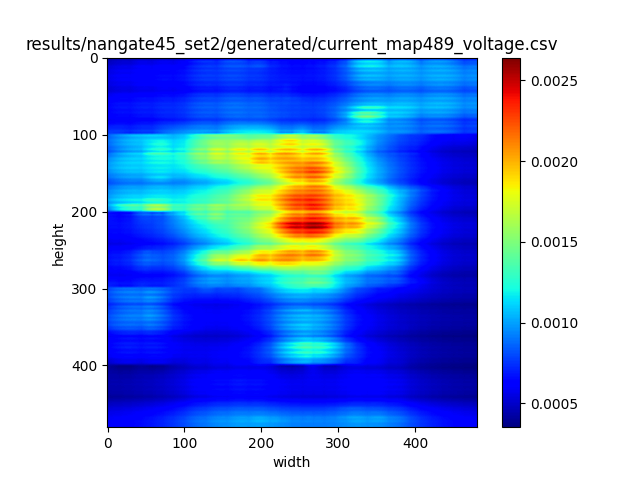 results/nangate45_set2/generated/current_map489_voltage.csv
0
100
200
300
400
height
0 100 200 300 400
width
0.0025
0.0020
0.0015
0.0010
0.0005